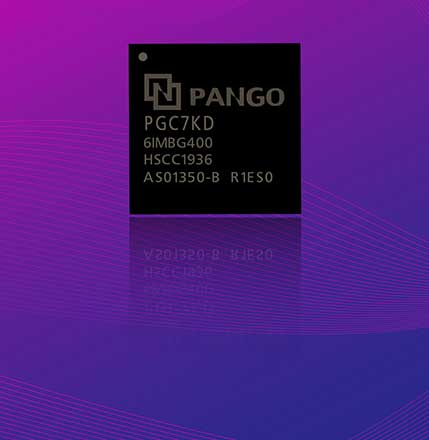 PANGO
PGC7KD
6IMBG400
HSCC1936
AS01350-B R1ES0